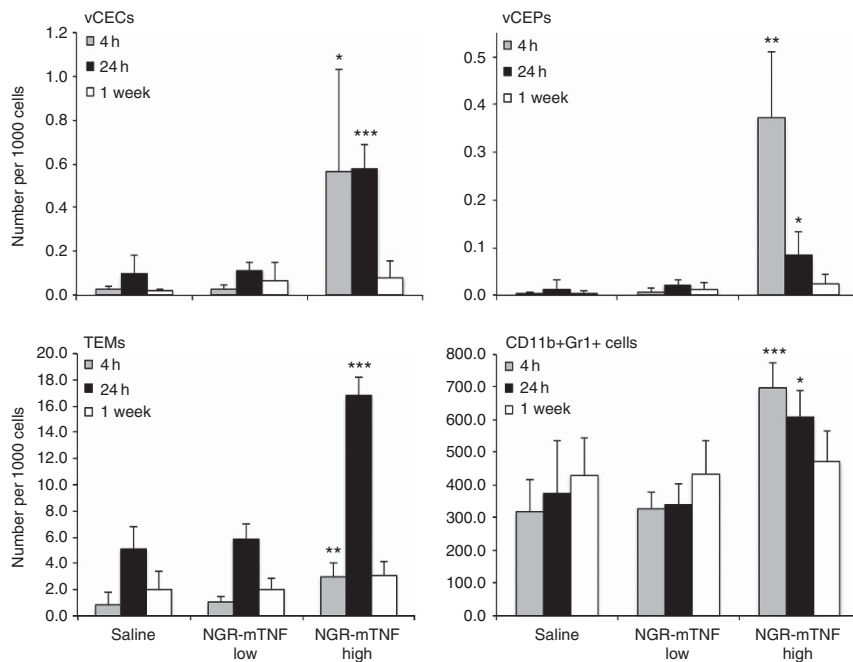 vCECs
4 h
24 h
1 week
Number per 1000 cells
1.2
1.0
0.8
0.6
0.4
0.2
0.0
*
***
vCEPs
4 h
24 h
1 week
0.5
0.4
0.3
0.2
0.1
0.0
**
*
TEMs
4 h
24 h
1 week
Number per 1000 cells
20.0
18.0
16.0
14.0
12.0
10.0
8.0
6.0
4.0
2.0
0.0
**
***
Saline
NGR-mTNF
low
NGR-mTNF
high
CD11b+Gr1+ cells
4 h
24 h
1 week
800.0
700.0
600.0
500.0
400.0
300.0
200.0
100.0
0.0
***
*
Saline
NGR-mTNF
low
NGR-mTNF
high